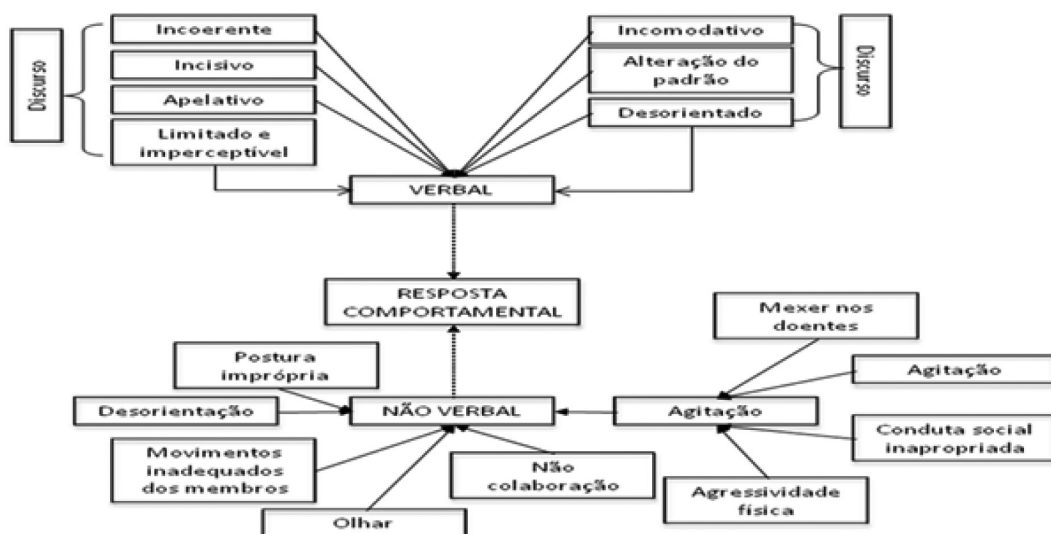 Discurso
Incoerente
Incisivo
Apelativo
Limitado e
imperceptível
Incomodativo
Alteração do
padrão
Desorientado
Discurso
VERBAL
RESPOSTA
COMPORTAMENTAL
Mexer nos
doentes
Postura
imprópria
Agitação
Desorientação
NÃO VERBAL
Agitação
Conduta social
inapropriada
Movimentos
inadequados
dos membros
Não
colaboração
Agressividade
física
Olhar